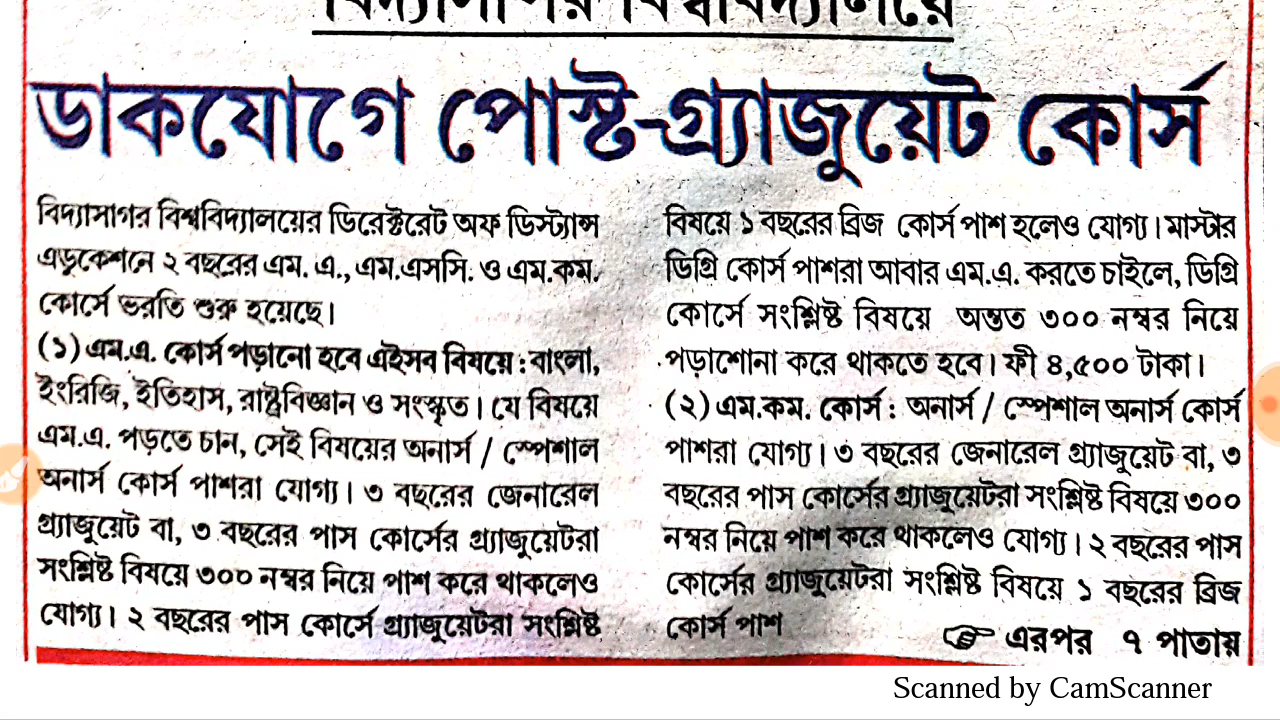 বিদ্যাসাগর বিশ্ববিদ্যালয়ে
ডাকযোগে পোস্ট-গ্র্যাজুয়েট কোর্স
বিদ্যাসাগর বিশ্ববিদ্যালয়ের ডিরেক্টরেট অফ ডিস্ট্যান্স
এডুকেশনে ২ বছরের এম. এ., এম.এসসি. ও এম.কম.
কোর্সে ভরতি শুরু হয়েছে।
(১) এম.এ. কোর্স পড়ানো হবে এইসব বিষয়ে : বাংলা,
ইংরিজি, ইতিহাস, রাষ্ট্রবিজ্ঞান ও সংস্কৃত। যে বিষয়ে
এম.এ. পড়তে চান, সেই বিষয়ের অনার্স / স্পেশাল
অনার্স কোর্স পাশরা যোগ্য। ৩ বছরের জেনারেল
গ্র্যাজুয়েট বা, ৩ বছরের পাস কোর্সের গ্র্যাজুয়েটরা
সংশ্লিষ্ট বিষয়ে ৩০০ নম্বর নিয়ে পাশ করে থাকলেও
যোগ্য। ২ বছরের পাস কোর্সে গ্র্যাজুয়েটরা সংশ্লিষ্ট
বিষয়ে ১ বছরের ব্রিজ কোর্স পাশ হলেও যোগ্য। মাস্টার
ডিগ্রি কোর্স পাশরা আবার এম.এ. করতে চাইলে, ডিগ্রি
কোর্সে সংশ্লিষ্ট বিষয়ে অন্তত ৩০০ নম্বর নিয়ে
পড়াশোনা করে থাকতে হবে। ফী ৪,৫০০ টাকা।
(২) এম.কম. কোর্স : অনার্স / স্পেশাল অনার্স কোর্স
পাশরা যোগ্য। ৩ বছরের জেনারেল গ্র্যাজুয়েট বা, ৩
বছরের পাস কোর্সের গ্র্যাজুয়েটরা সংশ্লিষ্ট বিষয়ে ৩০০
নম্বর নিয়ে পাশ করে থাকলেও যোগ্য। ২ বছরের পাস
কোর্সের গ্র্যাজুয়েটরা সংশ্লিষ্ট বিষয়ে ১ বছরের ব্রিজ
কোর্স পাশ
এরপর ৭ পাতায়
Scanned by CamScanner